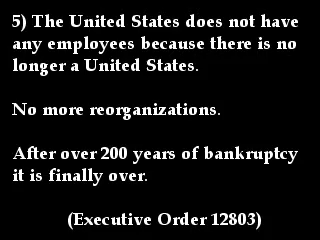 5) The United States does not have
any employees because there is no
longer a United States.
No more reorganizations.
After over 200 years of bankruptcy
it is finally over.
(Executive Order 12803)